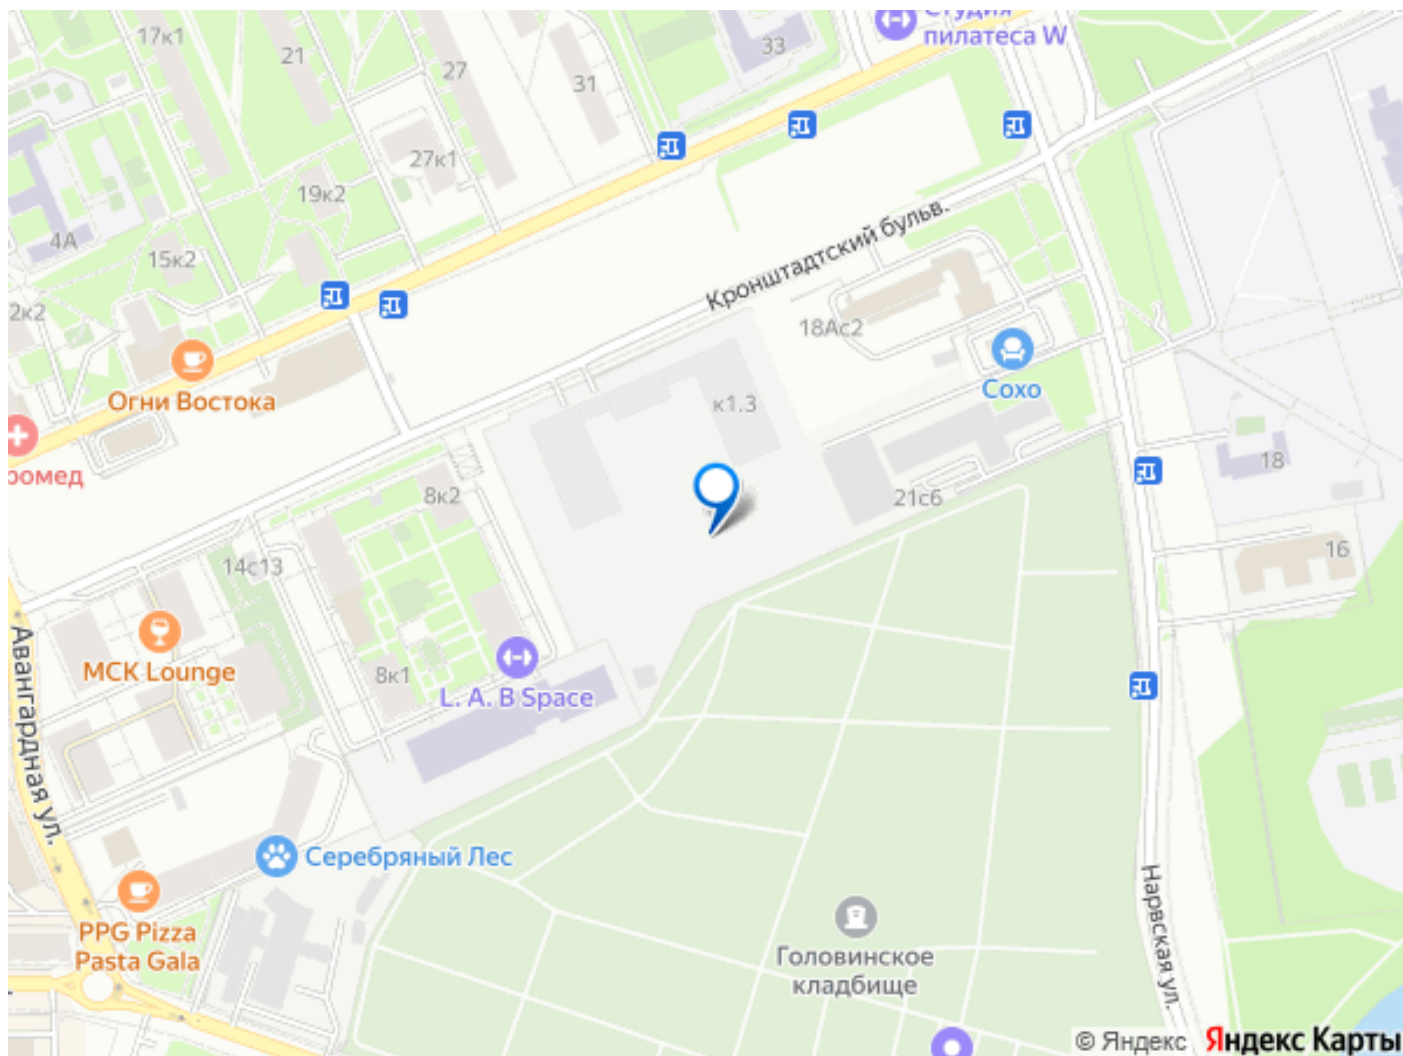 Студия
пилатеса W
17к1
21
27
33
31
27к1
19к2
4А
15к2
2к2
Кронштадтский бульв.
18Ас2
Огни Востока
Сохо
к1.3
ромед
8к2
21с6
18
16
14с13
МСК Lounge
8к1
L. A. B Space
Авангардная ул.
Серебряный Лес
PPG Pizza
Pasta Gala
Головинское
кладбище
Нарвская ул.
© Яндекс Яндекс Карты